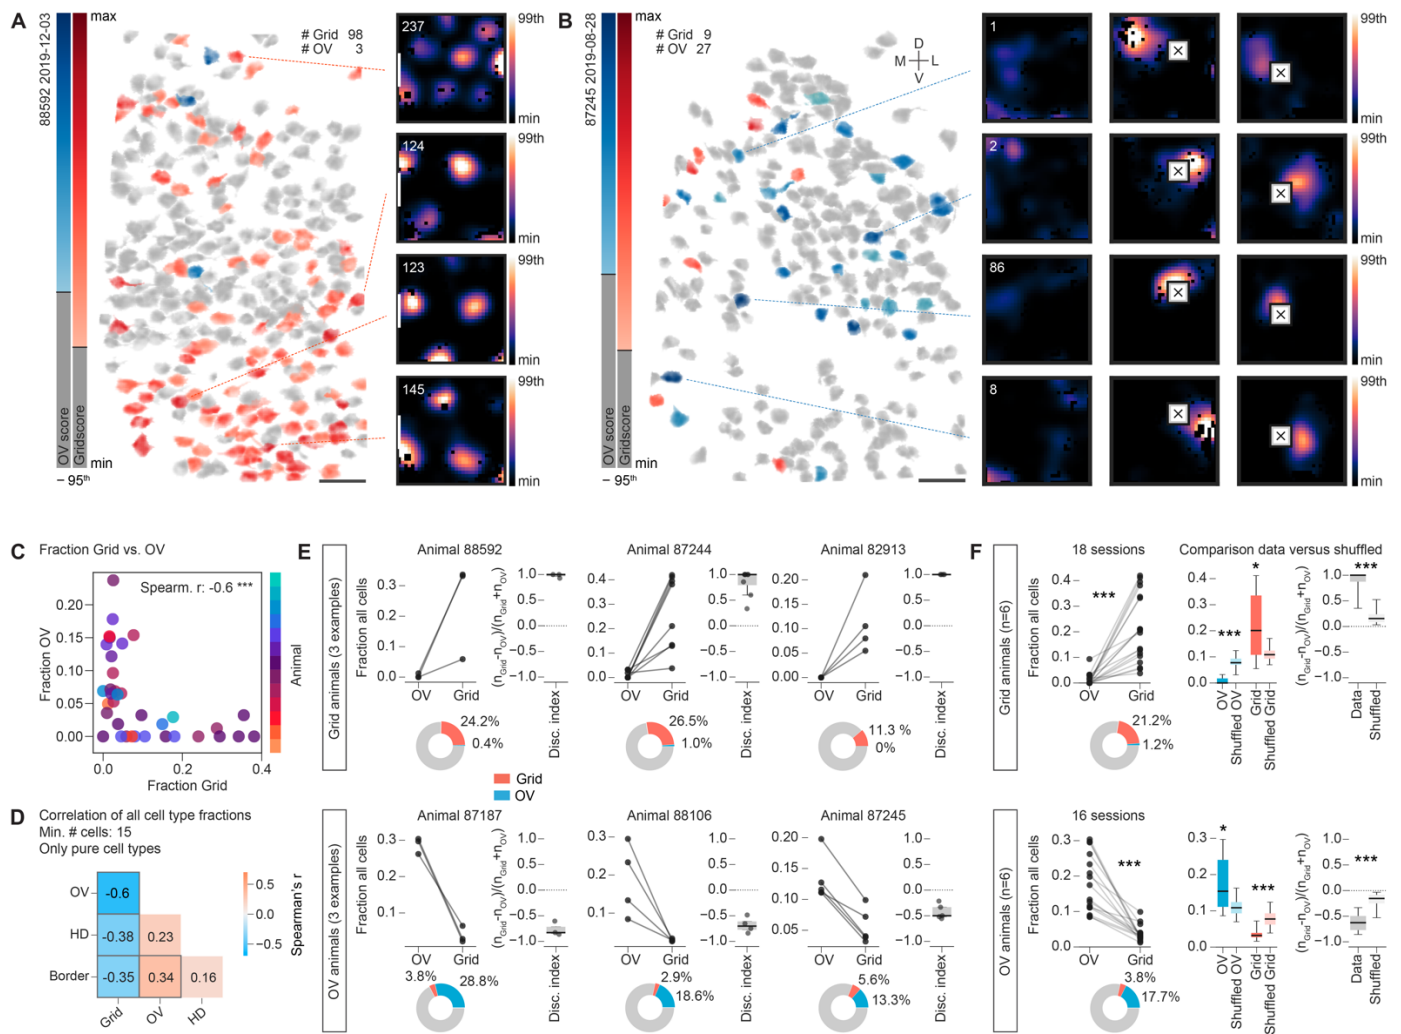 A
88592 2019-12-03
max
# Grid 98
# OV 3
OV score
Gridscore
min
– 95th
237
99th
min
124
99th
min
123
99th
min
145
99th
min
B
87245 2019-08-28
max
# Grid 9
# OV 27
D
M L
V
OV score
Gridscore
min
– 95th
1
99th
min
2
99th
min
86
99th
min
8
99th
min
C Fraction Grid vs. OV
Spearm. r: -0.6 ***
Fraction OV
0.20
0.15
0.10
0.05
0.00
0.0 0.2 0.4
Fraction Grid
Animal
D Correlation of all cell type fractions
Min. # cells: 15
Only pure cell types
OV -0.6
HD -0.38 0.23
Border -0.35 0.34 0.16
Grid OV HD
0.5
0.0
−0.5
Spearman's r
E
Grid animals (3 examples)
Animal 88592
Fraction all cells
0.3
0.2
0.1
0.0
OV Grid
24.2%
0.4%
(nGrid-nOV)/(nGrid+nOV)
1.0
0.5
0.0
−0.5
−1.0
Disc. index
Animal 87244
0.4
0.3
0.2
0.1
0.0
OV Grid
26.5%
1.0%
1.0
0.5
0.0
−0.5
−1.0
Disc. index
Animal 82913
0.20
0.15
0.10
0.05
0.00
OV Grid
11.3 %
0%
1.0
0.5
0.0
−0.5
−1.0
Disc. index
Grid
OV
OV animals (3 examples)
Animal 87187
Fraction all cells
0.3
0.2
0.1
OV Grid
3.8%
28.8%
(nGrid-nOV)/(nGrid+nOV)
1.0
0.5
0.0
−0.5
−1.0
Disc. index
Animal 88106
0.3
0.2
0.1
OV Grid
2.9%
18.6%
1.0
0.5
0.0
−0.5
−1.0
Disc. index
Animal 87245
0.20
0.15
0.10
0.05
OV Grid
5.6%
13.3%
1.0
0.5
0.0
−0.5
−1.0
Disc. index
F
Grid animals (n=6)
18 sessions
Fraction all cells
0.4
0.3
0.2
0.1
0.0
***
OV Grid
21.2%
1.2%
Comparison data versus shuffled
0.4
0.3
0.2
0.1
0.0
***
*
OV
Shuffled OV
Grid
Shuffled Grid
(nGrid-nOV)/(nGrid+nOV)
1.0
0.5
0.0
−0.5
−1.0
***
Data
Shuffled
OV animals (n=6)
16 sessions
Fraction all cells
0.3
0.2
0.1
0.0
***
OV Grid
3.8%
17.7%
0.3
0.2
0.1
0.0
*
***
OV
Shuffled OV
Grid
Shuffled Grid
(nGrid-nOV)/(nGrid+nOV)
1.0
0.5
0.0
−0.5
−1.0
***
Data
Shuffled